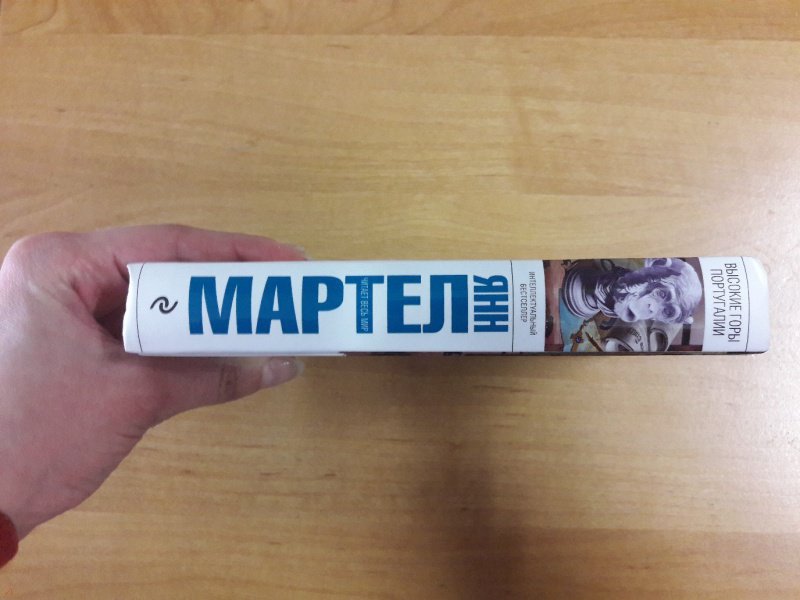 МАРТЕЛ
ЯНН
ЧИТАЕТ ВЕСЬ МИР
ИНТЕЛЛЕКТУАЛЬНЫЙ
БЕСТСЕЛЛЕР
ВЫСОКИЕ ГОРЫ
ПОРТУГАЛИИ